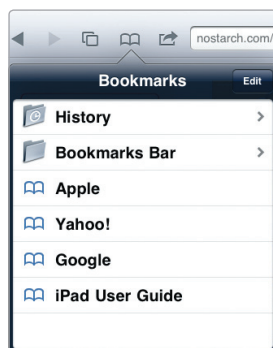 nostarch.com/
Bookmarks Edit
History
Bookmarks Bar
Apple
Yahoo!
Google
iPad User Guide